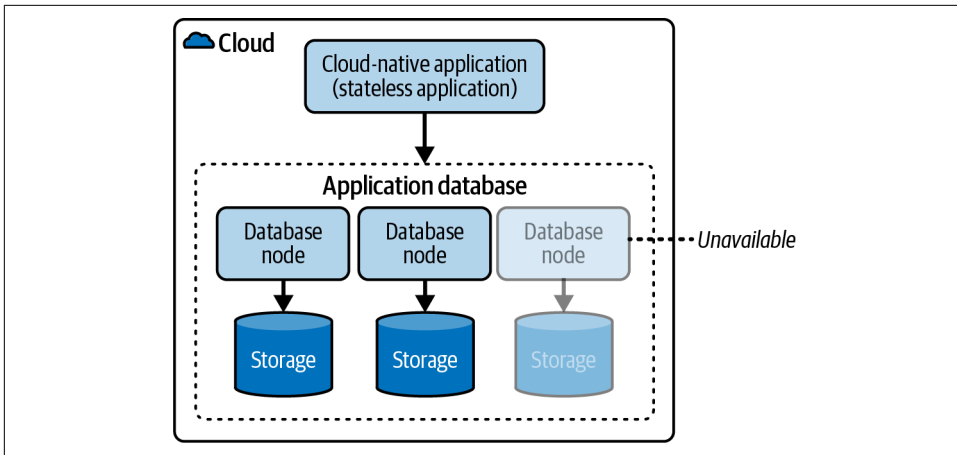 Cloud
Cloud-native application
(stateless application)
Application database
Database
node
Database
node
Database
node
Unavailable
Storage
Storage
Storage